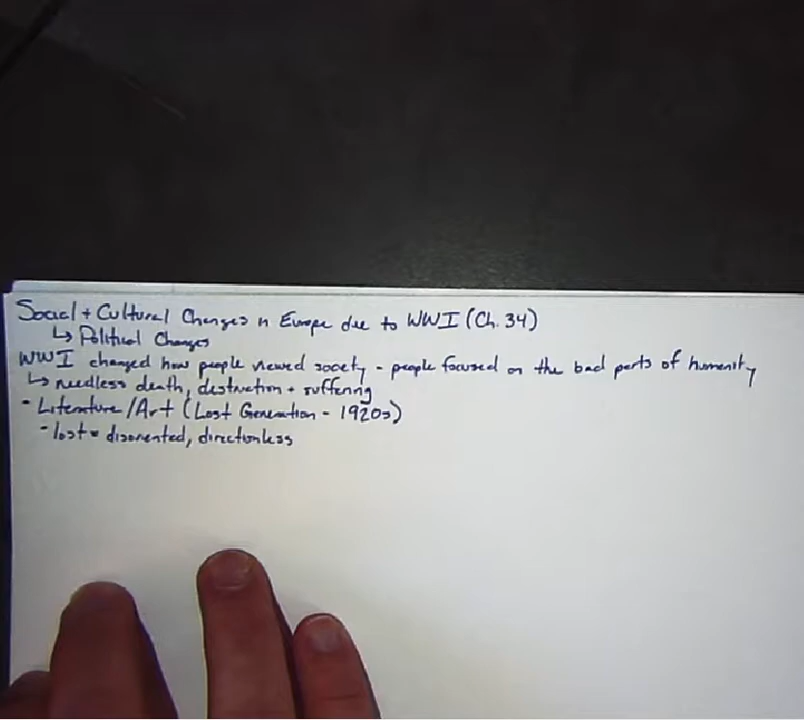 Social + Cultural Changes in Europe due to WWI (Ch. 34)
↳ Political Changes
WWI changed how people viewed society - people focused on the bad parts of humanity
↳ needless death, destruction + suffering
- Literature/Art (Lost Generation - 1920s)
- lost = disoriented, directionless